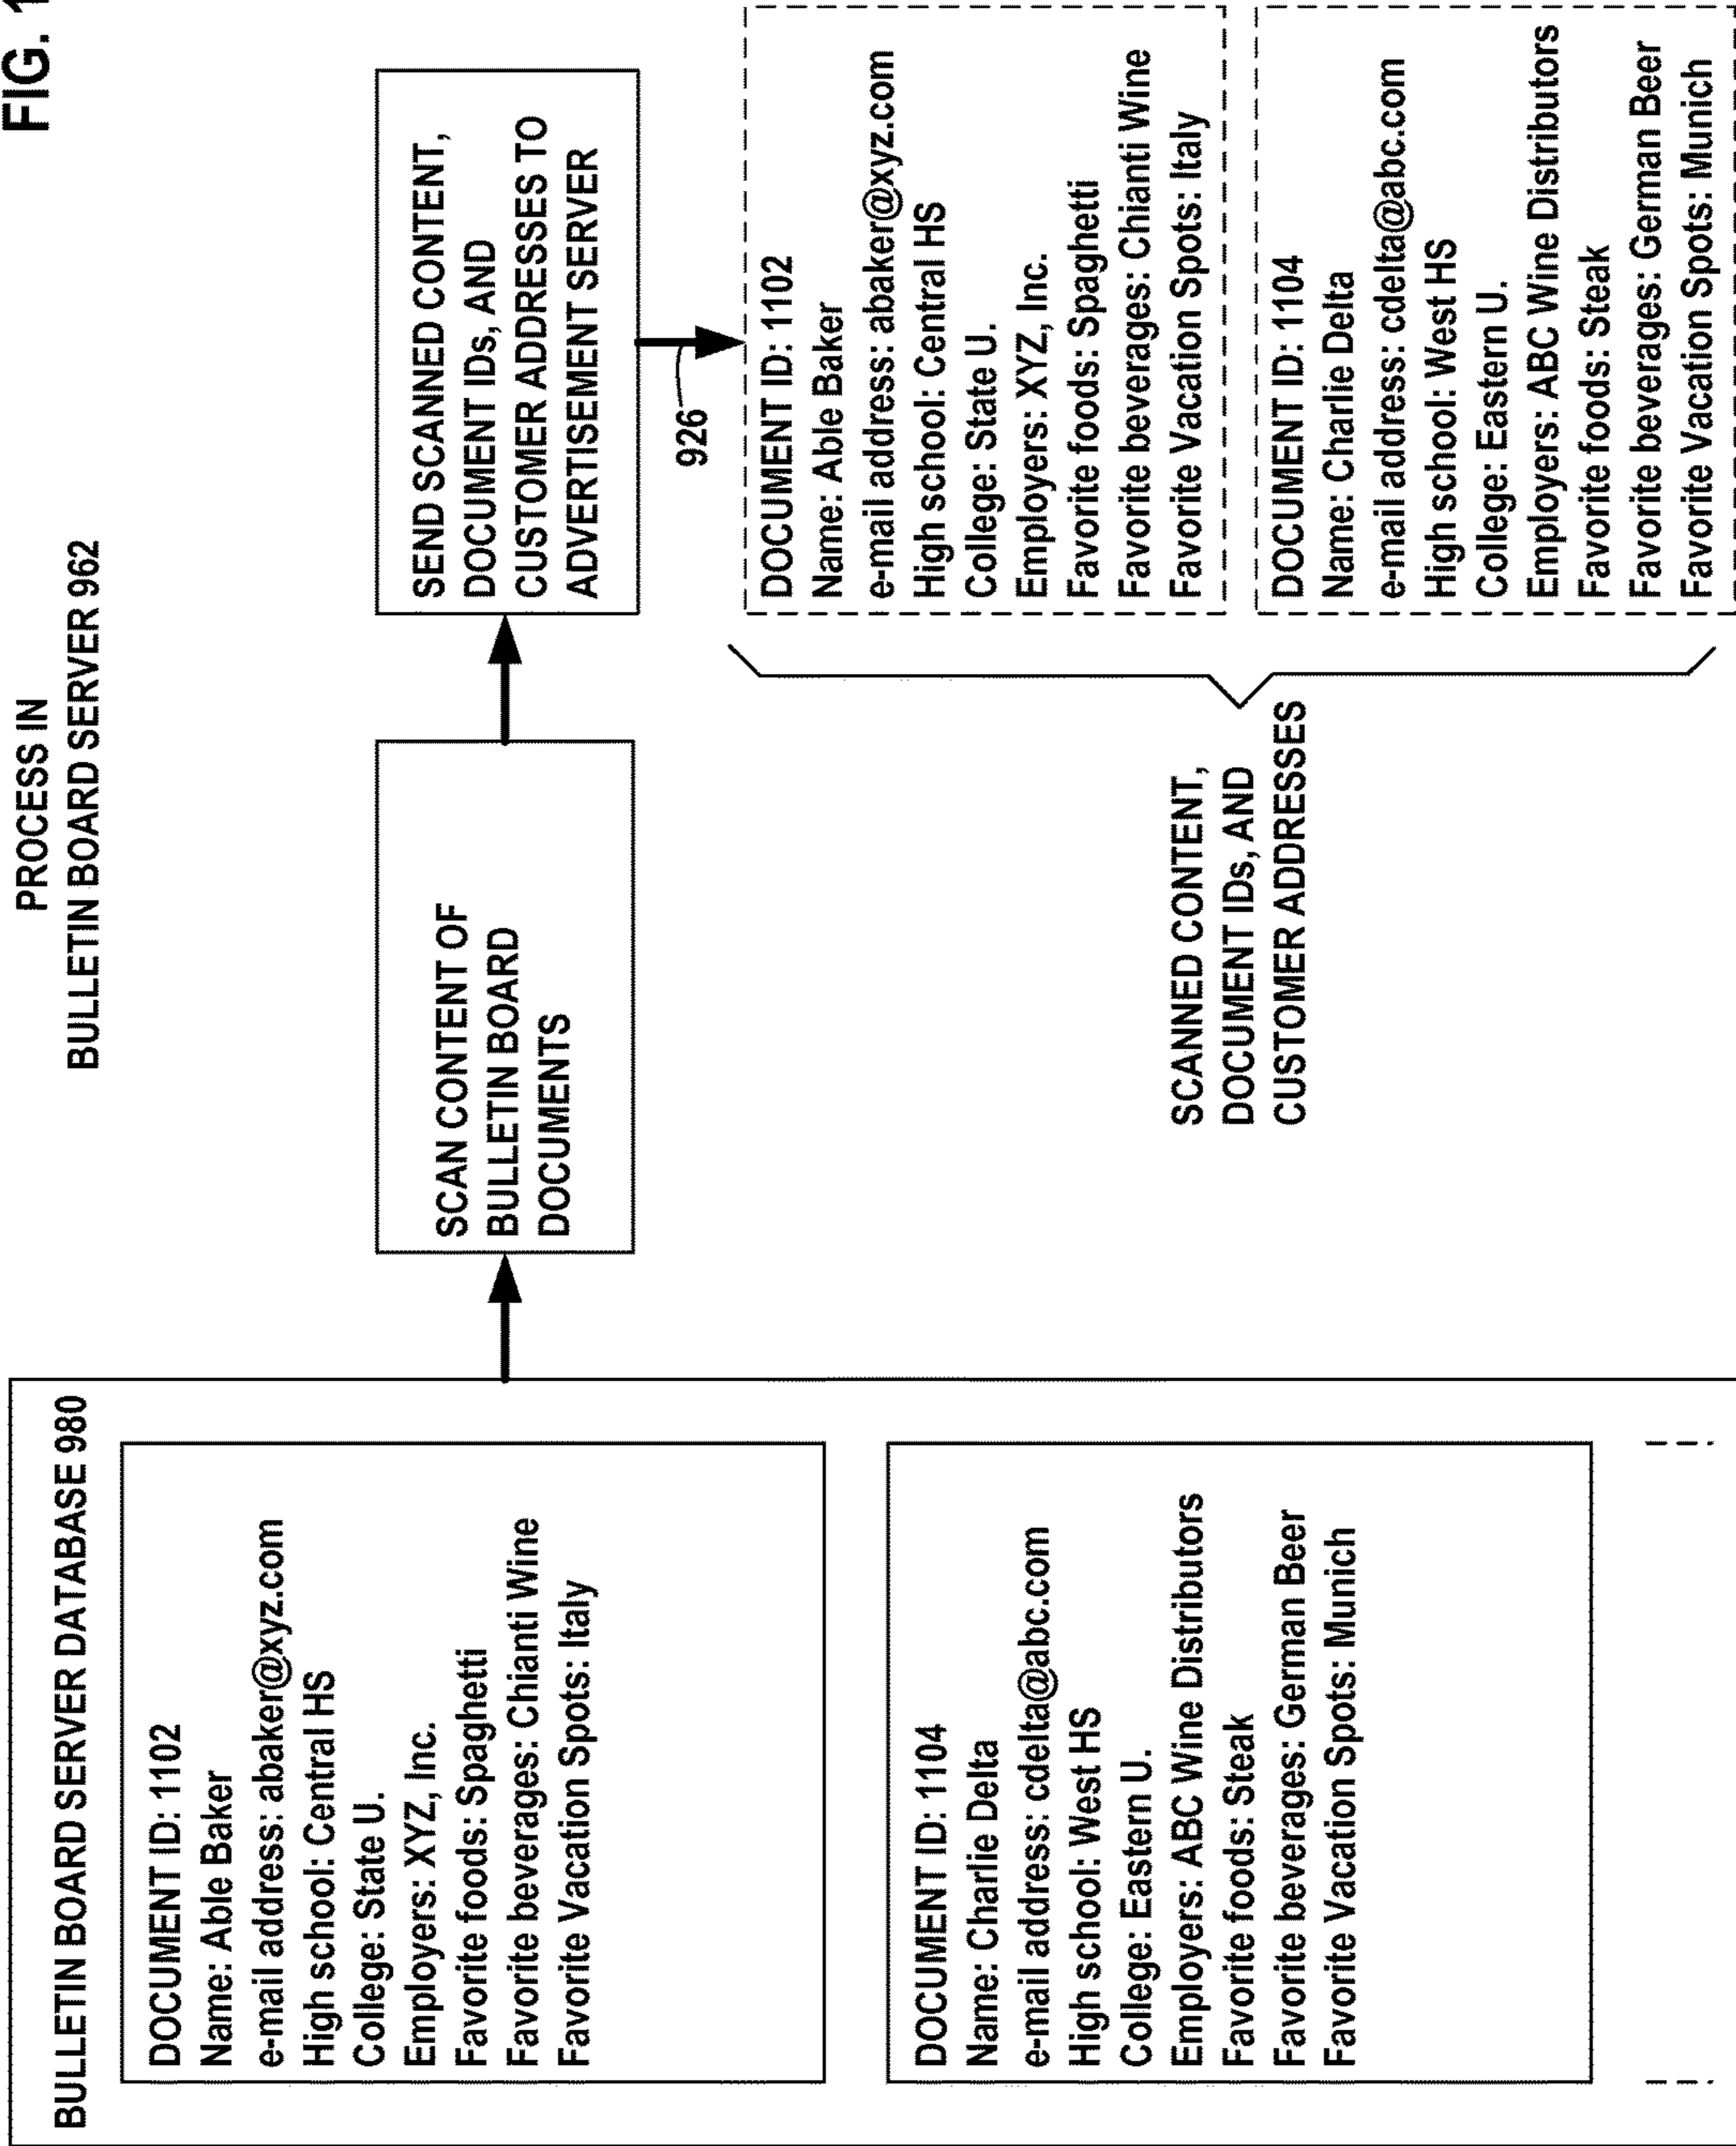 FIG. 1
PROCESS IN
BULLETIN BOARD SERVER 962
BULLETIN BOARD SERVER DATABASE 980
DOCUMENT ID: 1102
Name: Able Baker
e-mail address: abaker@xyz.com
High school: Central HS
College: State U.
Employers: XYZ, Inc.
Favorite foods: Spaghetti
Favorite beverages: Chianti Wine
Favorite Vacation Spots: Italy
DOCUMENT ID: 1104
Name: Charlie Delta
e-mail address: cdelta@abc.com
High school: West HS
College: Eastern U.
Employers: ABC Wine Distributors
Favorite foods: Steak
Favorite beverages: German Beer
Favorite Vacation Spots: Munich
SCAN CONTENT OF
BULLETIN BOARD
DOCUMENTS
SEND SCANNED CONTENT,
DOCUMENT IDs, AND
CUSTOMER ADDRESSES TO
ADVERTISEMENT SERVER
926
SCANNED CONTENT,
DOCUMENT IDs, AND
CUSTOMER ADDRESSES
DOCUMENT ID: 1102
Name: Able Baker
e-mail address: abaker@xyz.com
High school: Central HS
College: State U.
Employers: XYZ, Inc.
Favorite foods: Spaghetti
Favorite beverages: Chianti Wine
Favorite Vacation Spots: Italy
DOCUMENT ID: 1104
Name: Charlie Delta
e-mail address: cdelta@abc.com
High school: West HS
College: Eastern U.
Employers: ABC Wine Distributors
Favorite foods: Steak
Favorite beverages: German Beer
Favorite Vacation Spots: Munich